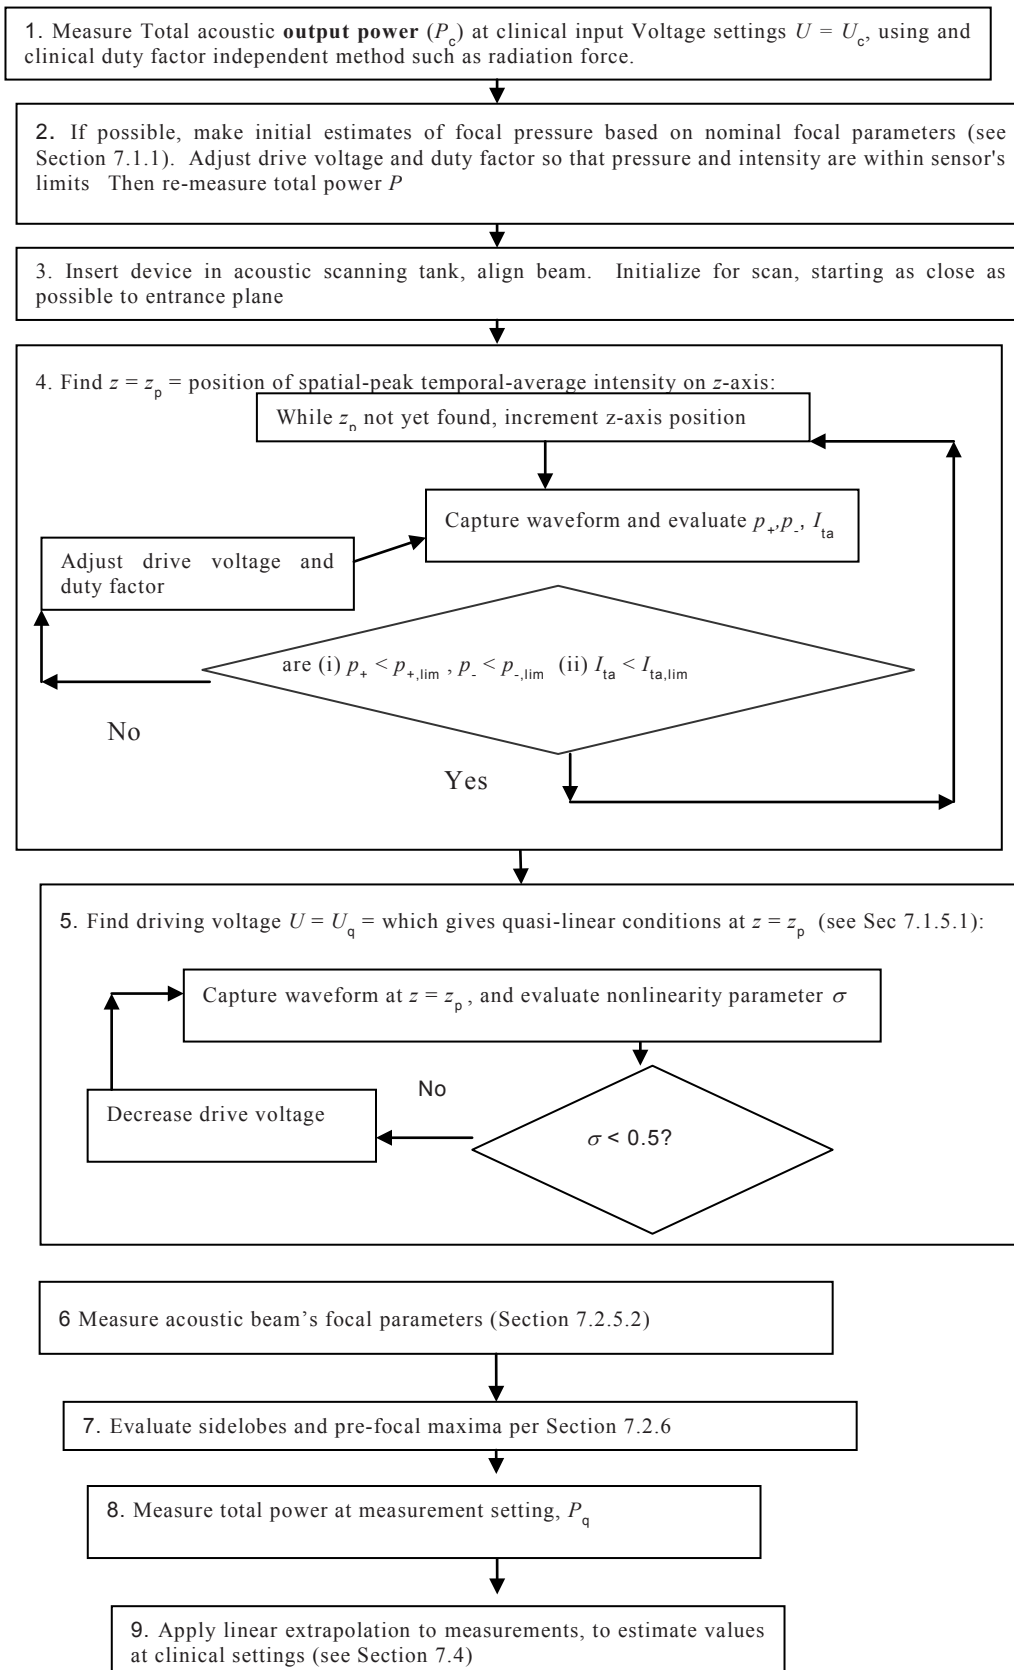 1. Measure Total acoustic output power (Pc) at clinical input Voltage settings U = Uc, using and
clinical duty factor independent method such as radiation force.
2. If possible, make initial estimates of focal pressure based on nominal focal parameters (see
Section 7.1.1). Adjust drive voltage and duty factor so that pressure and intensity are within sensor's
limits Then re-measure total power P
3. Insert device in acoustic scanning tank, align beam. Initialize for scan, starting as close as
possible to entrance plane
4. Find z = zp = position of spatial-peak temporal-average intensity on z-axis:
While zp not yet found, increment z-axis position
Capture waveform and evaluate p+,p-, Ita
Adjust drive voltage and
duty factor
are (i) p+ < p+,lim , p- < p-,lim (ii) Ita < Ita,lim
No
Yes
5. Find driving voltage U = Uq = which gives quasi-linear conditions at z = zp (see Sec 7.1.5.1):
Capture waveform at z = zp , and evaluate nonlinearity parameter σ
No
Decrease drive voltage
σ < 0.5?
6 Measure acoustic beam’s focal parameters (Section 7.2.5.2)
7. Evaluate sidelobes and pre-focal maxima per Section 7.2.6
8. Measure total power at measurement setting, Pq
9. Apply linear extrapolation to measurements, to estimate values
at clinical settings (see Section 7.4)